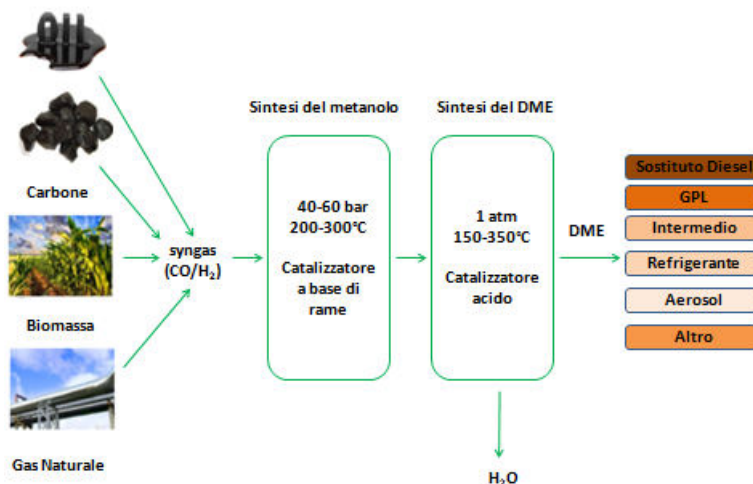 Carbone
Biomassa
Gas Naturale
syngas
(CO/H₂)
Sintesi del metanolo
40-60 bar
200-300°C
Catalizzatore
a base di
rame
Sintesi del DME
1 atm
150-350°C
Catalizzatore
acido
H₂O
DME
Sostituto Diesel
GPL
Intermedio
Refrigerante
Aerosol
Altro